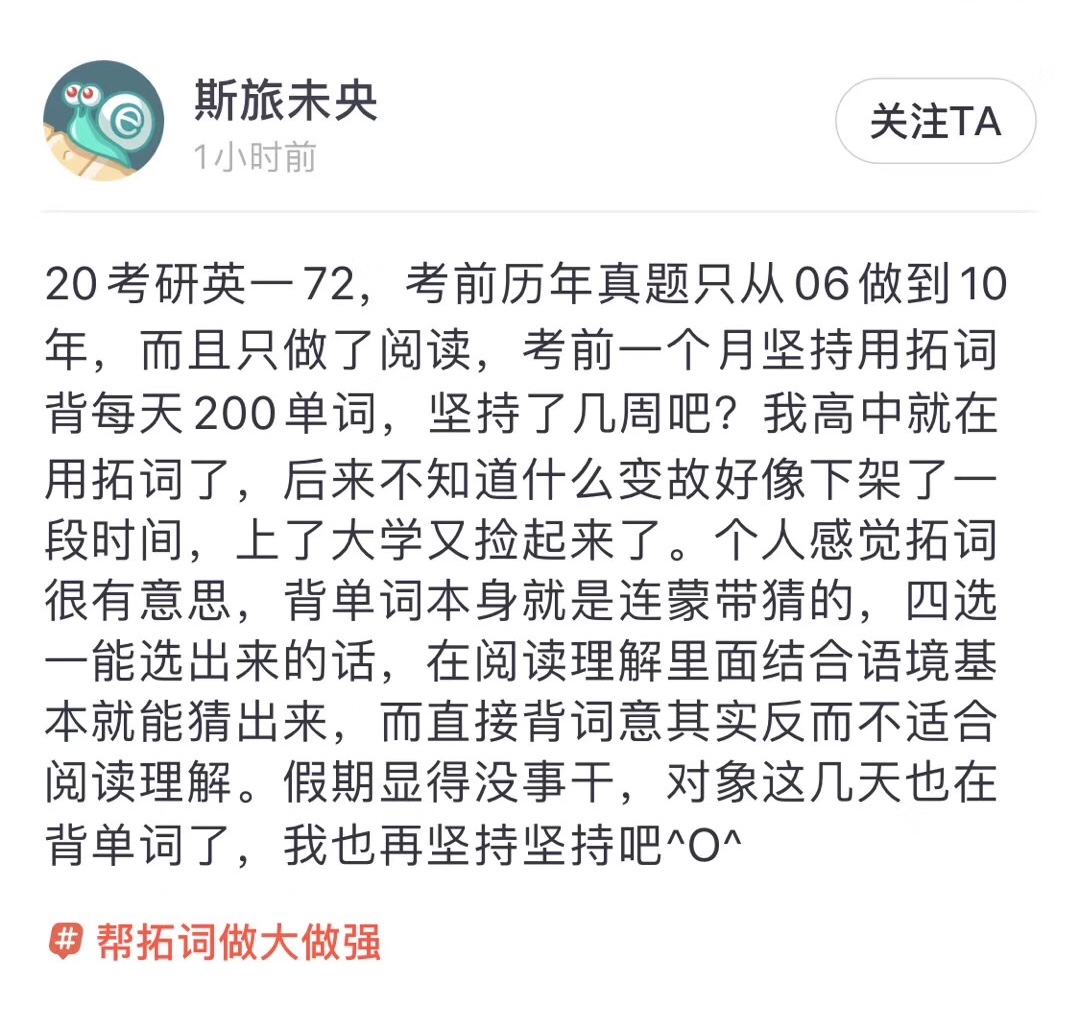 斯旅未央
1小时前
关注TA
20考研英一72，考前历年真题只从06做到10
年，而且只做了阅读，考前一个月坚持用拓词
背每天200单词，坚持了几周吧？我高中就在
用拓词了，后来不知道什么变故好像下架了一
段时间，上了大学又捡起来了。个人感觉拓词
很有意思，背单词本身就是连蒙带猜的，四选
一能选出来的话，在阅读理解里面结合语境基
本就能猜出来，而直接背词意其实反而不适合
阅读理解。假期显得没事干，对象这几天也在
背单词了，我也再坚持坚持吧^O^
# 帮拓词做大做强